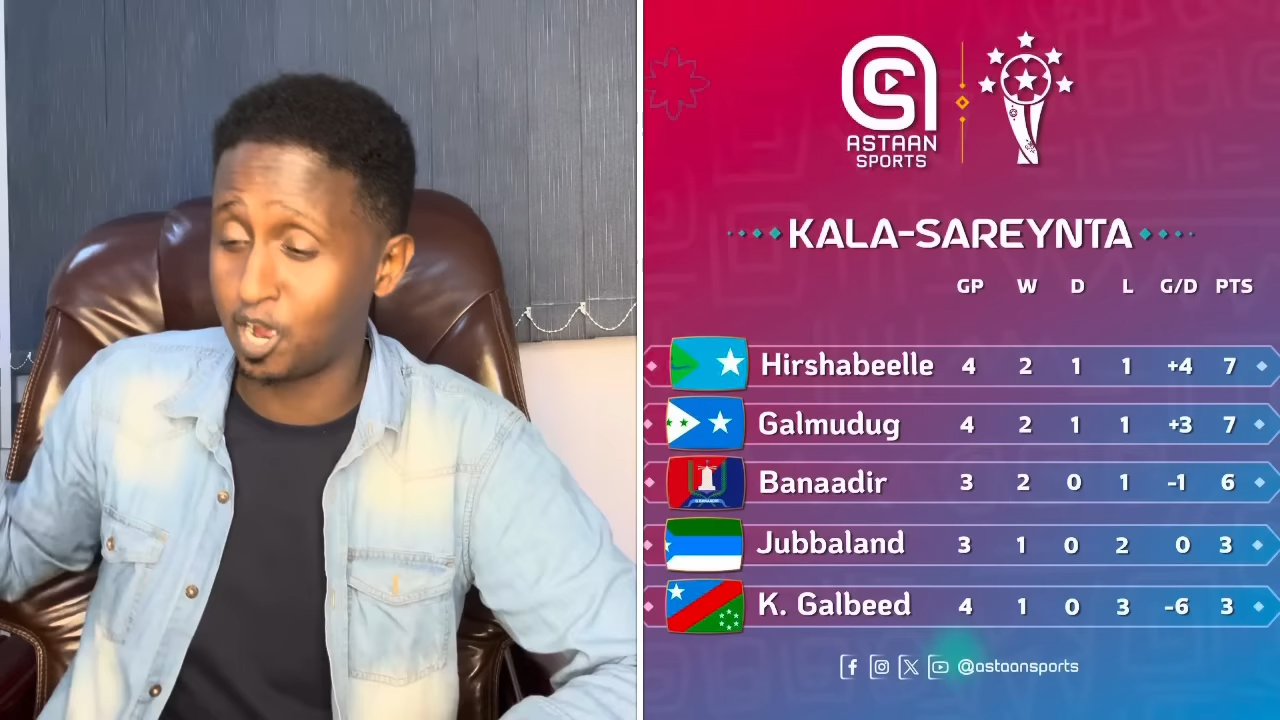 ASTAAN
SPORTS
KALA-SAREYNTA
GP W D L G/D PTS
Hirshabeelle 4 2 1 1 +4 7
Galmudug 4 2 1 1 +3 7
Banaadir 3 2 0 1 -1 6
Jubbaland 3 1 0 2 0 3
K. Galbeed 4 1 0 3 -6 3
@astaansports